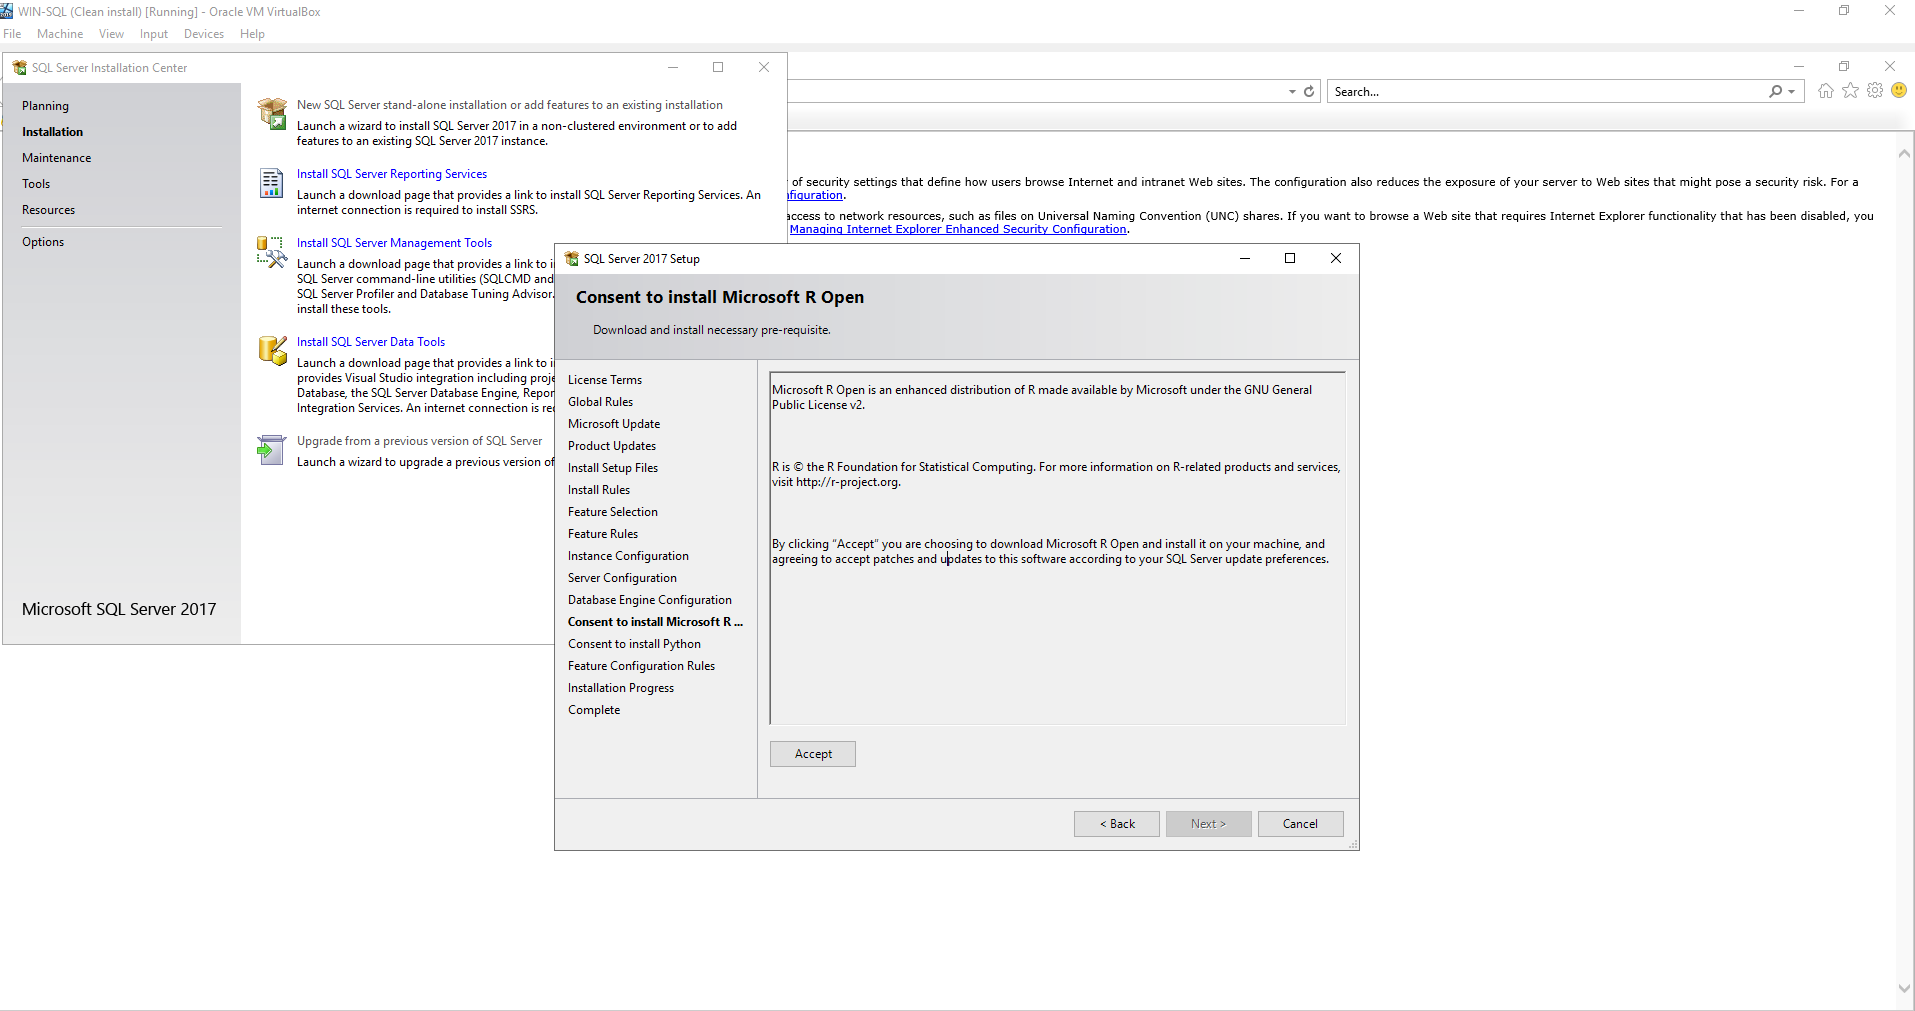 WIN-SQL (Clean install) [Running] - Oracle VM VirtualBox
File Machine View Input Devices Help
SQL Server Installation Center
Planning
Installation
Maintenance
Tools
Resources
Options
Microsoft SQL Server 2017
New SQL Server stand-alone installation or add features to an existing installation
Launch a wizard to install SQL Server 2017 in a non-clustered environment or to add
features to an existing SQL Server 2017 instance.
Install SQL Server Reporting Services
Launch a download page that provides a link to install SQL Server Reporting Services. An
internet connection is required to install SSRS.
Install SQL Server Management Tools
Launch a download page that provides a link to i
SQL Server command-line utilities (SQLCMD and
SQL Server Profiler and Database Tuning Advisor.
install these tools.
Install SQL Server Data Tools
Launch a download page that provides a link to i
provides Visual Studio integration including proje
Database, the SQL Server Database Engine, Repor
Integration Services. An internet connection is re
Upgrade from a previous version of SQL Server
Launch a wizard to upgrade a previous version of
Search...
of security settings that define how users browse Internet and intranet Web sites. The configuration also reduces the exposure of your server to Web sites that might pose a security risk. For a
nfiguration.
access to network resources, such as files on Universal Naming Convention (UNC) shares. If you want to browse a Web site that requires Internet Explorer functionality that has been disabled, you
Managing Internet Explorer Enhanced Security Configuration.
SQL Server 2017 Setup
Consent to install Microsoft R Open
Download and install necessary pre-requisite.
License Terms
Global Rules
Microsoft Update
Product Updates
Install Setup Files
Install Rules
Feature Selection
Feature Rules
Instance Configuration
Server Configuration
Database Engine Configuration
Consent to install Microsoft R ...
Consent to install Python
Feature Configuration Rules
Installation Progress
Complete
Microsoft R Open is an enhanced distribution of R made available by Microsoft under the GNU General
Public License v2.
R is © the R Foundation for Statistical Computing. For more information on R-related products and services,
visit http://r-project.org.
By clicking “Accept” you are choosing to download Microsoft R Open and install it on your machine, and
agreeing to accept patches and updates to this software according to your SQL Server update preferences.
Accept
< Back Next > Cancel